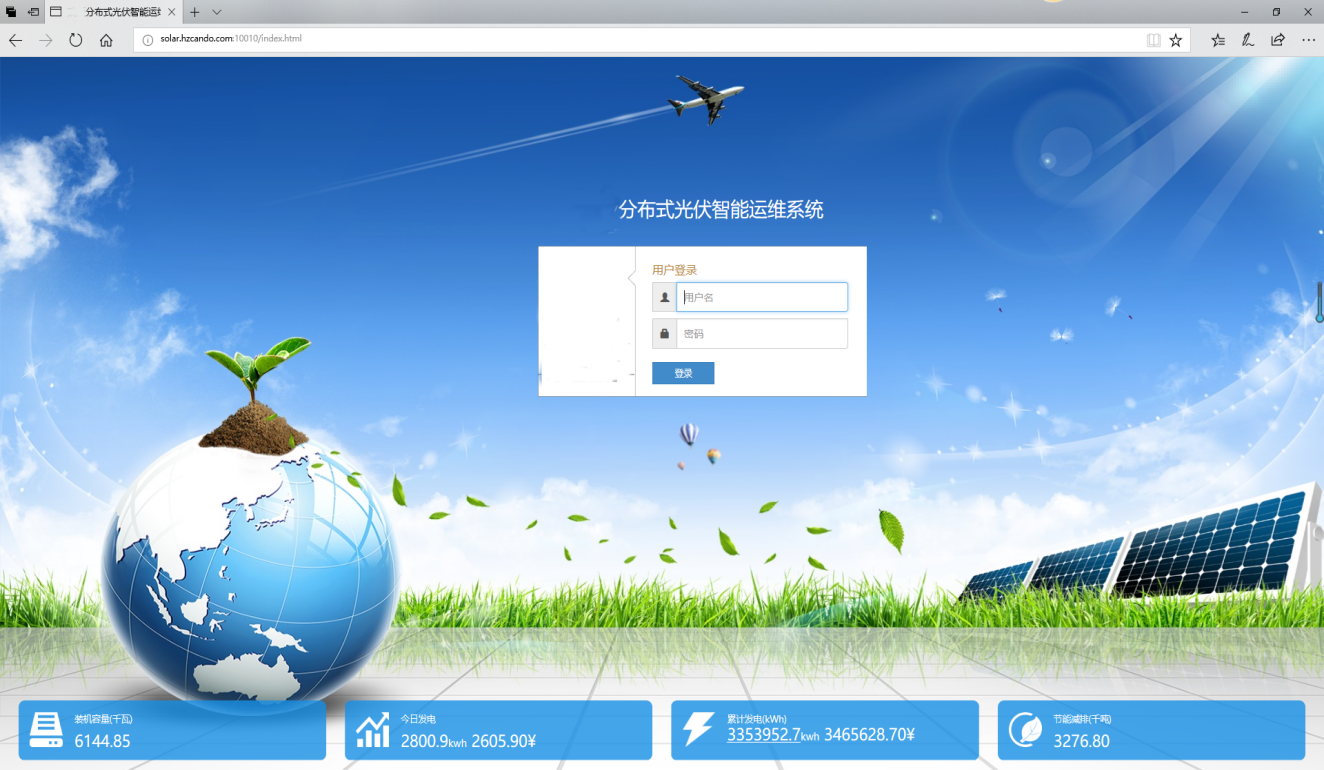 分布式光伏智能运
solar.hzcando.com:10010/index.html
分布式光伏智能运维系统
用户登录
用户名
密码
登录
装机容量(千瓦)
6144.85
今日发电
2800.9kwh 2605.90¥
累计发电(kWh)
3353952.7kwh 3465628.70¥
节能减排(千吨)
3276.80